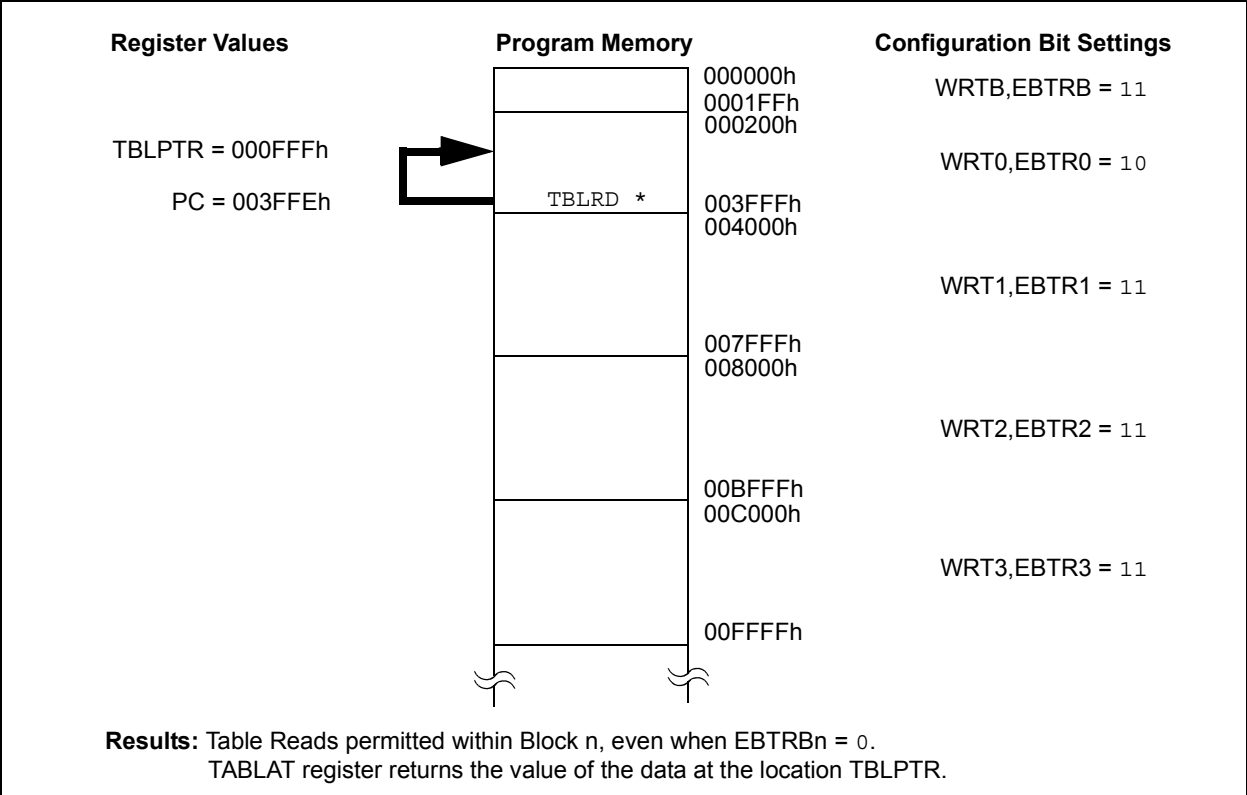 Register Values
Program Memory
Configuration Bit Settings
000000h
WRTB,EBTRB = 11
0001FFh
000200h
TBLPTR = 000FFFh
WRT0,EBTR0 = 10
PC = 003FFEh
TBLRD *
003FFFh
004000h
WRT1,EBTR1 = 11
007FFFh
008000h
WRT2,EBTR2 = 11
00BFFFh
00C000h
WRT3,EBTR3 = 11
00FFFFh
Results: Table Reads permitted within Block n, even when EBTRBn = 0.
TABLAT register returns the value of the data at the location TBLPTR.